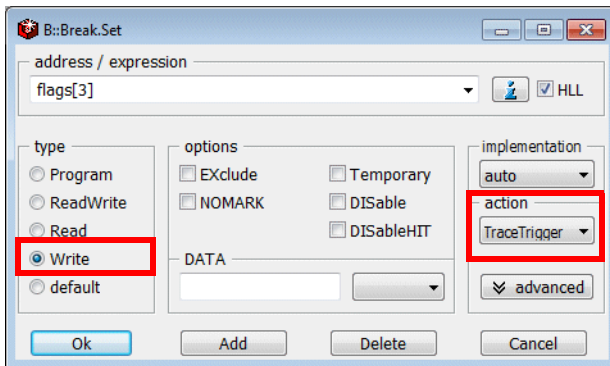 B::Break.Set
address / expression
flags[3]
HLL
type
options
implementation
Program
EXclude
Temporary
auto
ReadWrite
NOMARK
DISable
action
Read
DISableHIT
TraceTrigger
Write
DATA
default
advanced
Ok
Add
Delete
Cancel